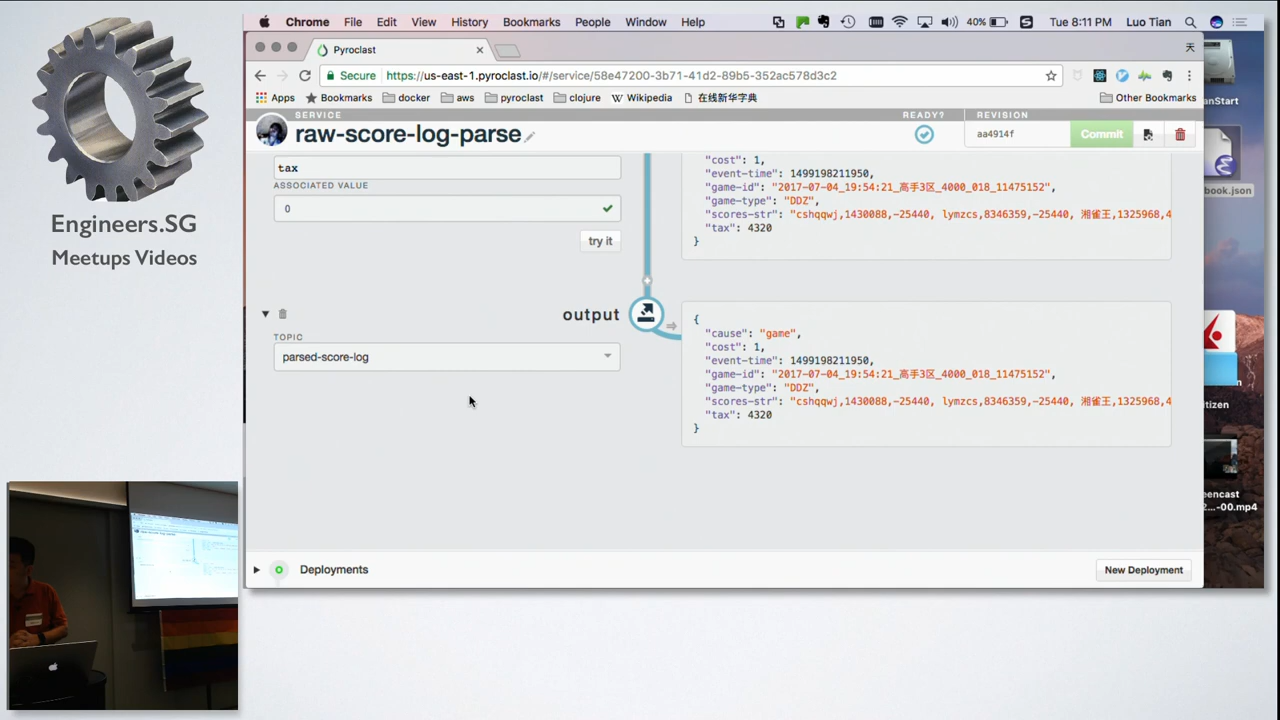 Engineers.SG
Meetups Videos
Chrome File Edit View History Bookmarks People Window Help
40% Tue 8:11 PM Luo Tian
Pyroclast
天
Secure https://us-east-1.pyroclast.io/#/service/58e47200-3b71-41d2-89b5-352ac578d3c2
Apps Bookmarks docker aws pyroclast clojure Wikipedia 在线新华字典 Other Bookmarks
SERVICE
raw-score-log-parse
READY?
REVISION
aa4914f
Commit
tax
ASSOCIATED VALUE
0
try it
"cost": 1,
"event-time": 1499198211950,
"game-id": "2017-07-04_19:54:21_高手3区_4000_018_11475152",
"game-type": "DDZ",
"scores-str": "cshqqwj,1430088,-25440, lymzcs,8346359,-25440, 湘雀王,1325968,4
"tax": 4320
}
output
TOPIC
parsed-score-log
{
"cause": "game",
"cost": 1,
"event-time": 1499198211950,
"game-id": "2017-07-04_19:54:21_高手3区_4000_018_11475152",
"game-type": "DDZ",
"scores-str": "cshqqwj,1430088,-25440, lymzcs,8346359,-25440, 湘雀王,1325968,4
"tax": 4320
}
Deployments
New Deployment
anStart
book.json
itizen
eencast
2...-00.mp4